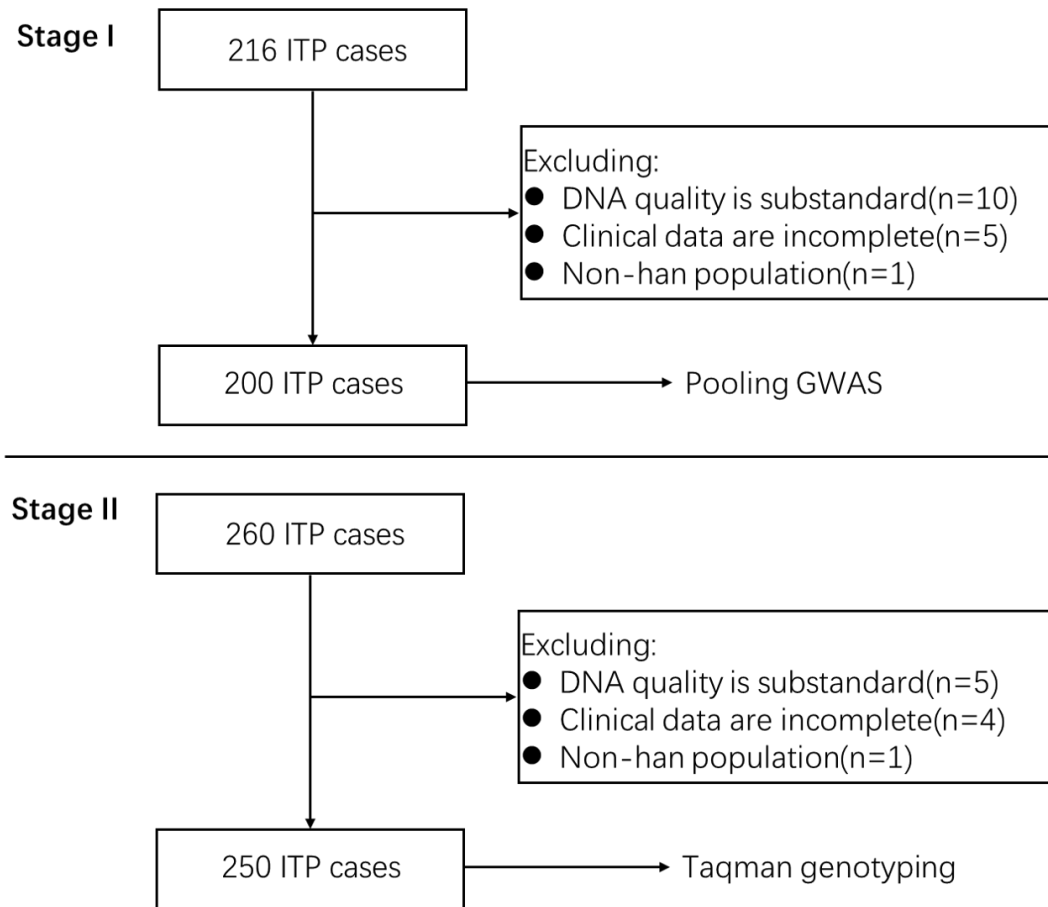 Stage I
216 ITP cases
Excluding:
● DNA quality is substandard(n=10)
● Clinical data are incomplete(n=5)
● Non-han population(n=1)
200 ITP cases
Pooling GWAS
Stage II
260 ITP cases
Excluding:
● DNA quality is substandard(n=5)
● Clinical data are incomplete(n=4)
● Non-han population(n=1)
250 ITP cases
Taqman genotyping